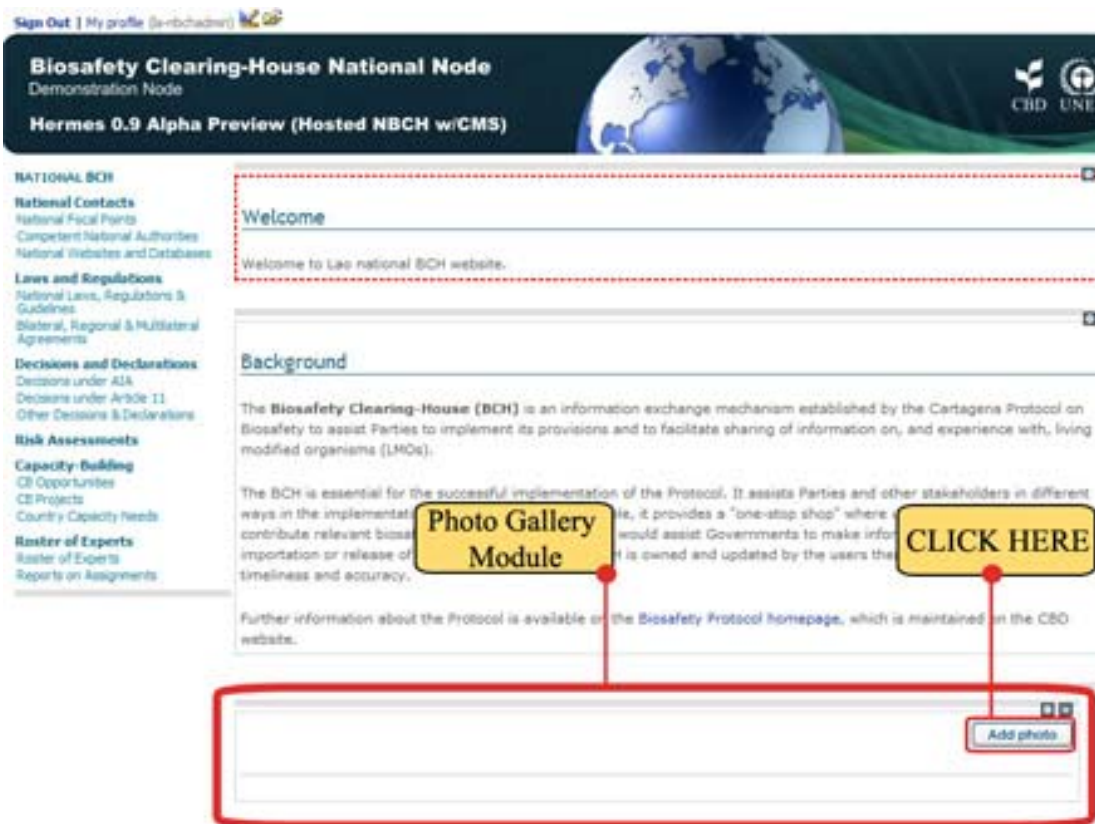 Sign Out | My profile (la-nbchadmin)
Biosafety Clearing-House National Node
Demonstration Node
Hermes 0.9 Alpha Preview (Hosted NBCH w/CMS)
CBD UNE
NATIONAL BCH
National Contacts
National Focal Points
Competent National Authorities
National Websites and Databases
Laws and Regulations
National Laws, Regulations &
Guidelines
Bilateral, Regional & Multilateral
Agreements
Decisions and Declarations
Decisions under AIA
Decisions under Article 11
Other Decisions & Declarations
Risk Assessments
Capacity-Building
CB Opportunities
CB Projects
Country Capacity Needs
Roster of Experts
Roster of Experts
Reports on Assignments
Welcome
Welcome to Lao national BCH website.
Background
The Biosafety Clearing-House (BCH) is an information exchange mechanism established by the Cartagena Protocol on
Biosafety to assist Parties to implement its provisions and to facilitate sharing of information on, and experience with, living
modified organisms (LMOs).
The BCH is essential for the successful implementation of the Protocol. It assists Parties and other stakeholders in different
ways in the it provides a "one-stop shop" where
contribute relevant would assist Governments to make
importation or release of is owned and updated by the users
timeliness and accuracy.
Further information about the Protocol is available on the Biosafety Protocol homepage, which is maintained on the CBD
website.
Photo Gallery
Module
CLICK HERE
Add photo